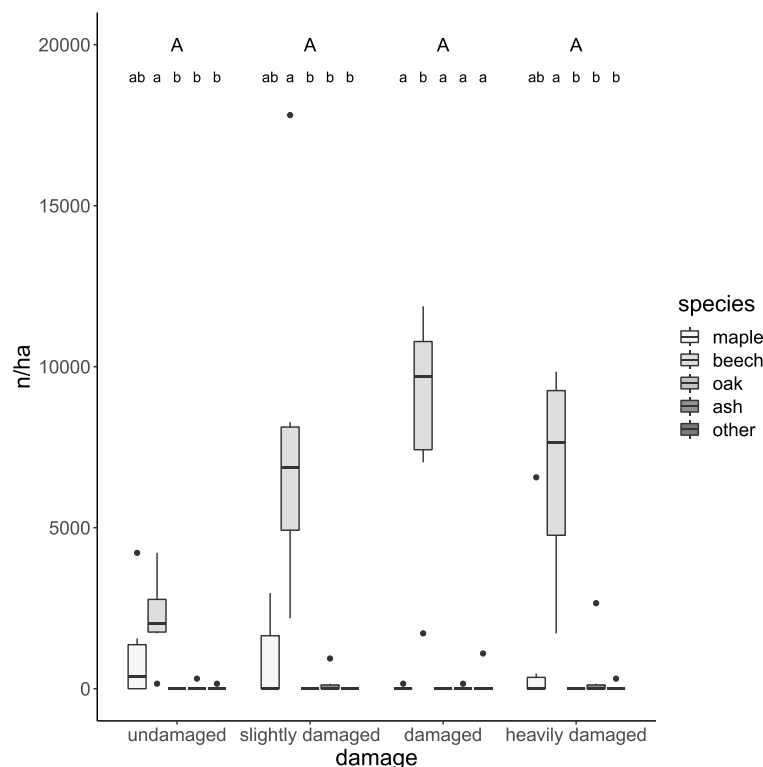 20000
A A A A
ab a b b b ab a b b b a b a a a ab a b b b
15000
species
maple
beech
oak
ash
other
n/ha
10000
5000
0
undamaged slightly damaged damaged heavily damaged
damage